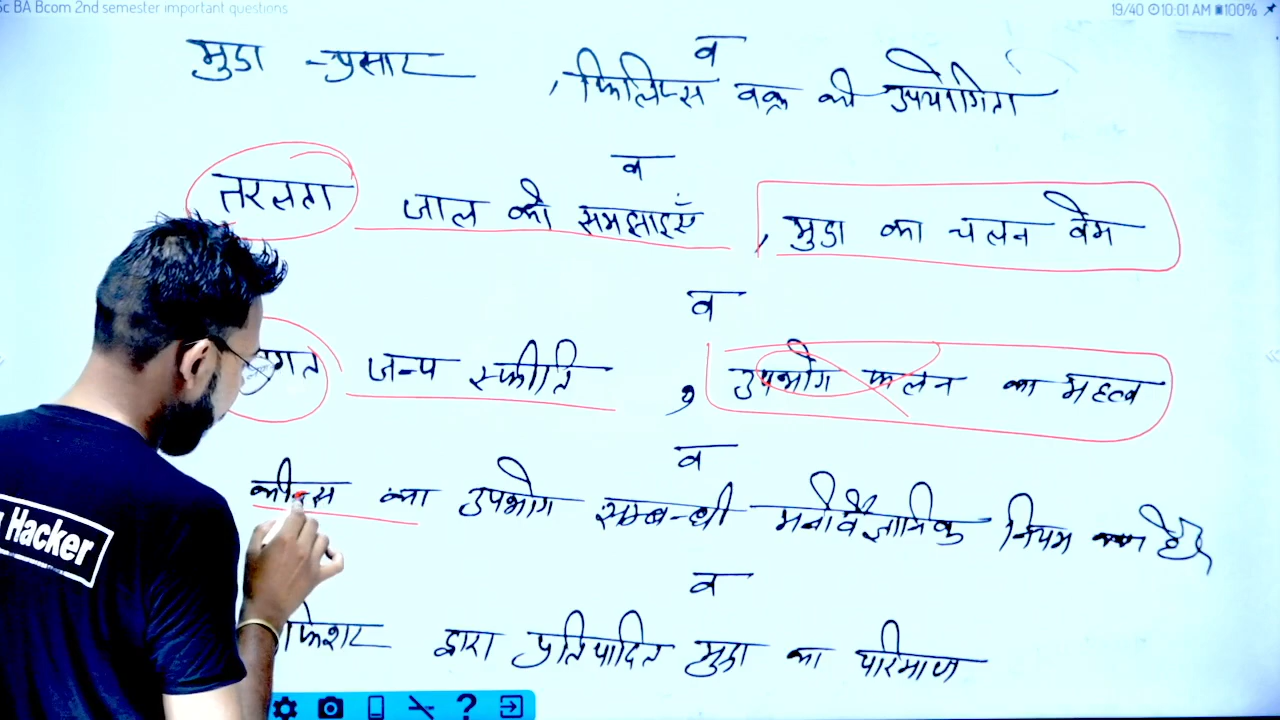 Sc BA Bcom 2nd semester important questions
19/40 10:01 AM 100%
मुद्रा प्रसार
व
, फिलिप्स वक्र की उपयोगिता
व
तरलता जाल को समझाइएँ , मुद्रा का चलन वेग
व
जन्य स्फीति , उपभोग फलन का महत्व
व
कीन्स का उपभोग सम्बन्धी मनोवैज्ञानिक नियम है?
व
फिशर द्वारा प्रतिपादित मुद्रा का परिमाण
Hacker